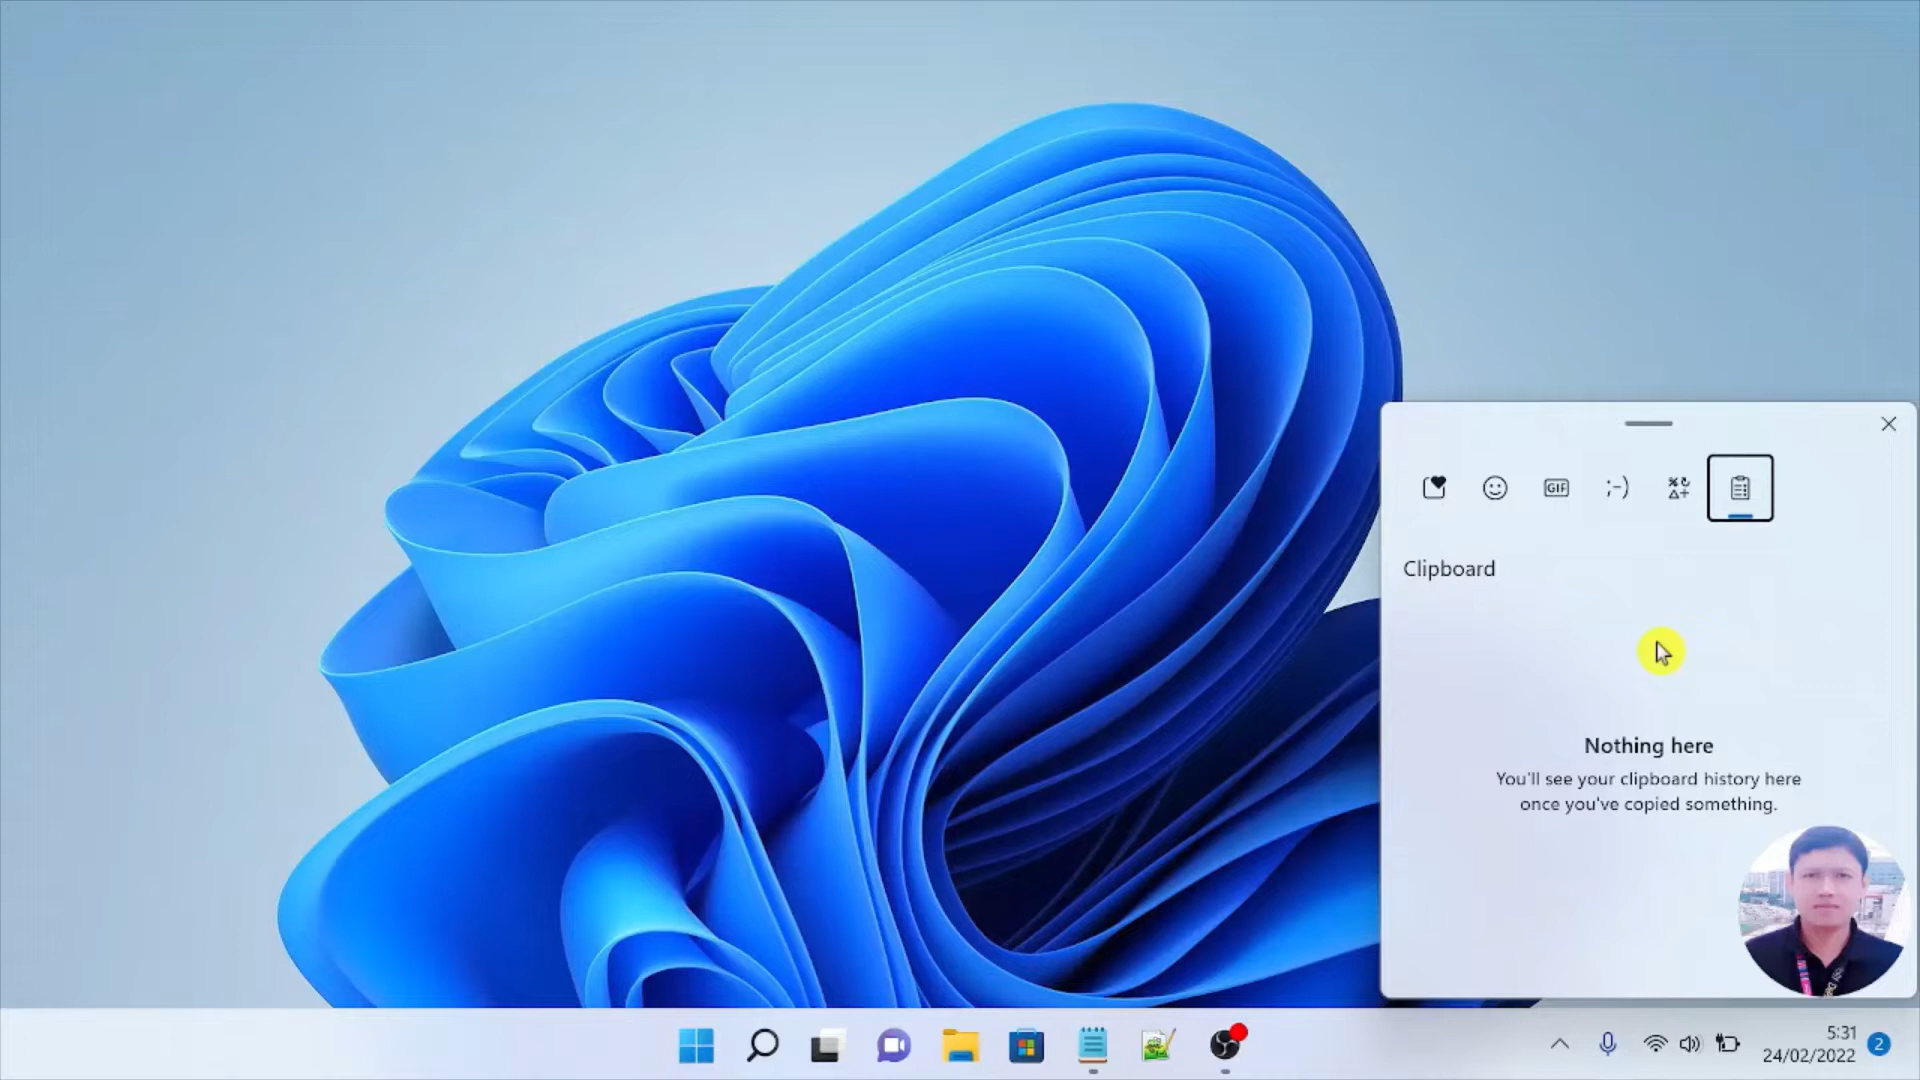 GIF
;-)
Clipboard
Nothing here
You'll see your clipboard history here
once you've copied something.
5:31
24/02/2022
2